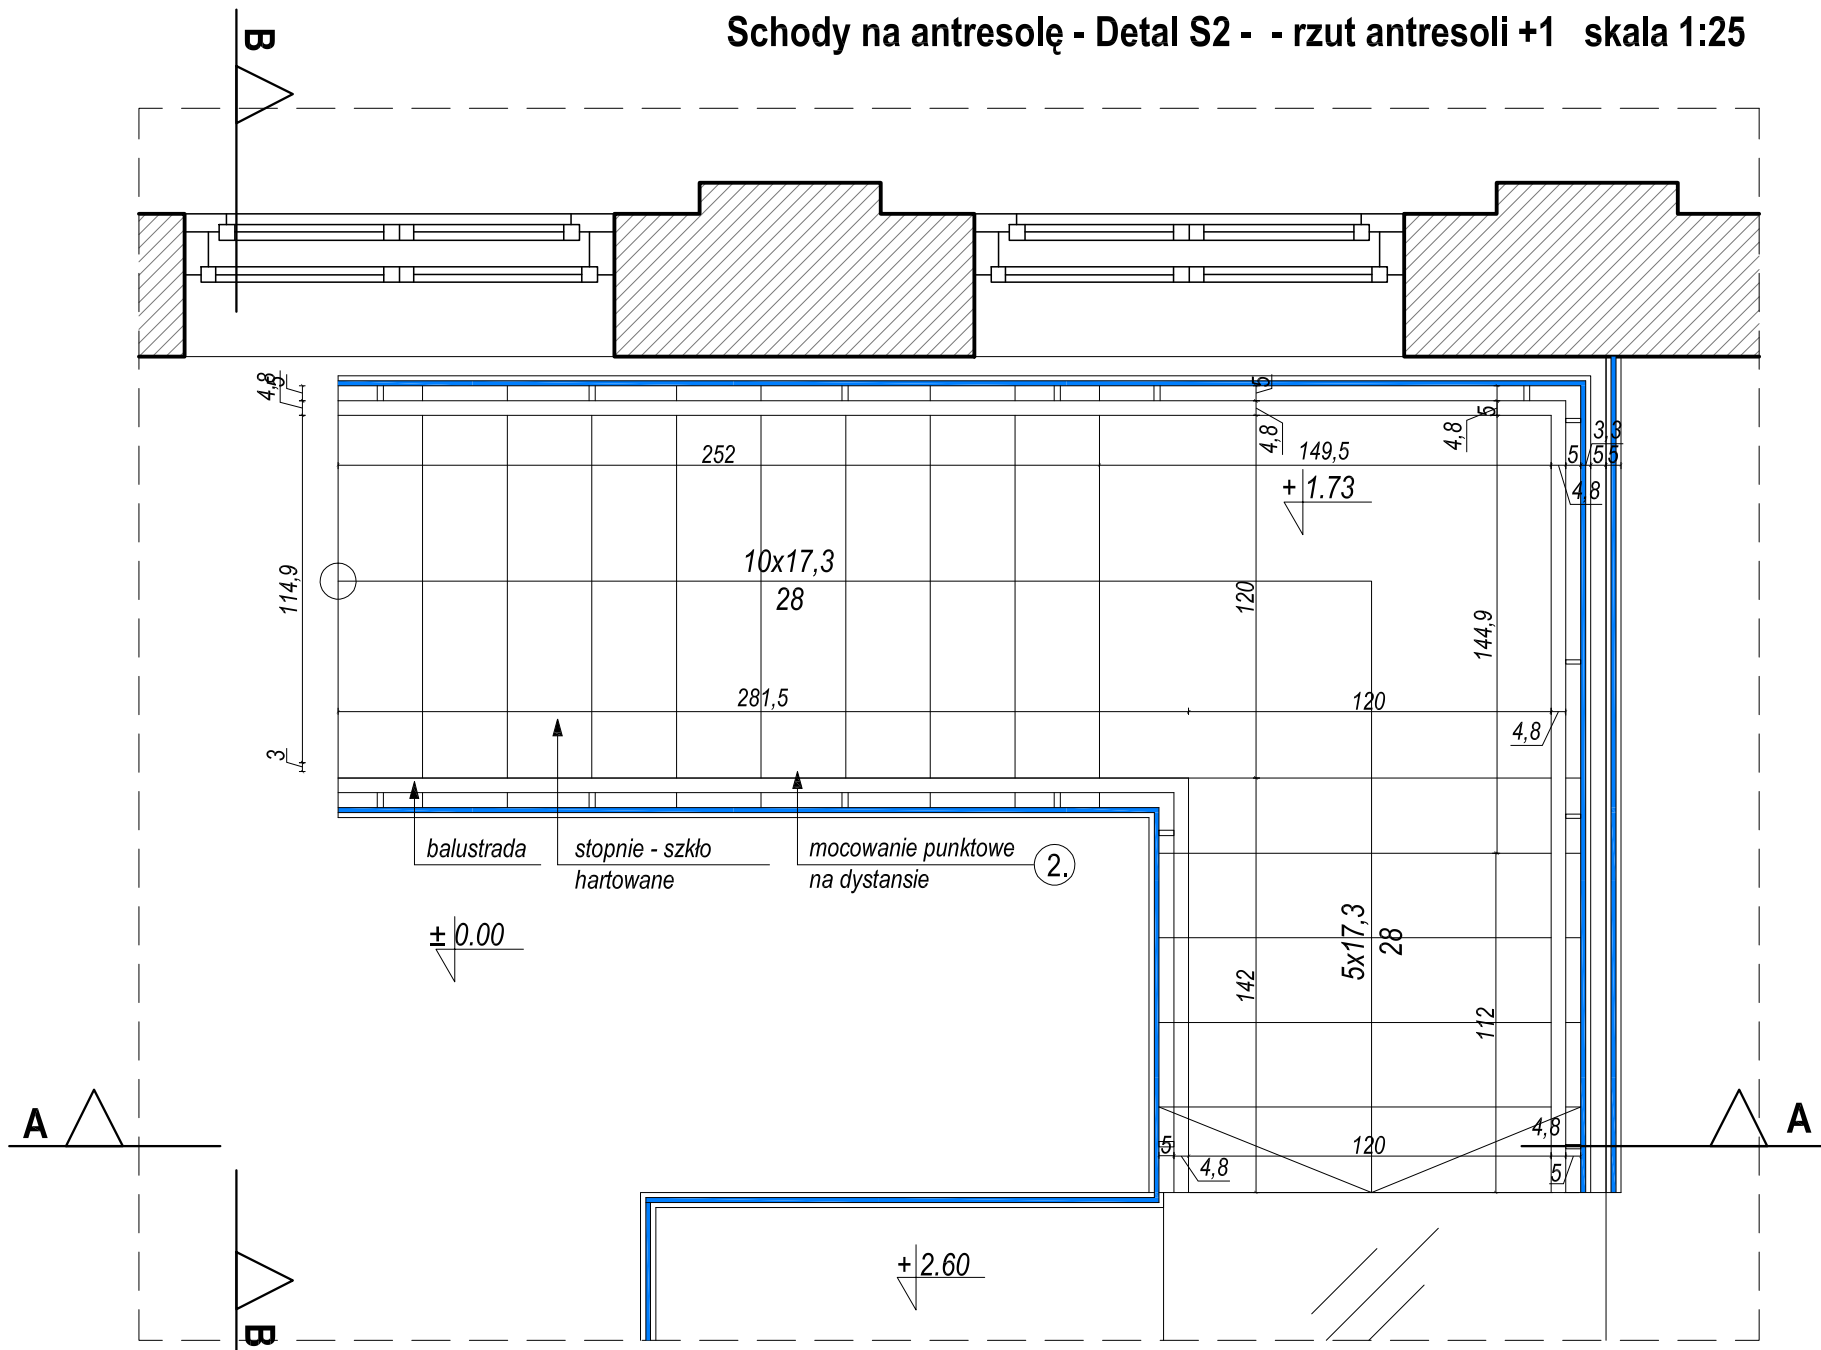 Schody na antresolę - Detal S2 -  - rzut antresoli +1   skala 1:25
B
4,8
5
5
4,8
5
4,8
3,3
252
149,5
5
5
5
4,8
+ 1.73
10x17,3
28
114,9
120
144,9
281,5
120
4,8
3
balustrada
stopnie - szkło
hartowane
mocowanie punktowe
na dystansie
2.
± 0.00
5x17,3
28
142
112
A
A
5
4,8
120
4,8
5
+ 2.60
B